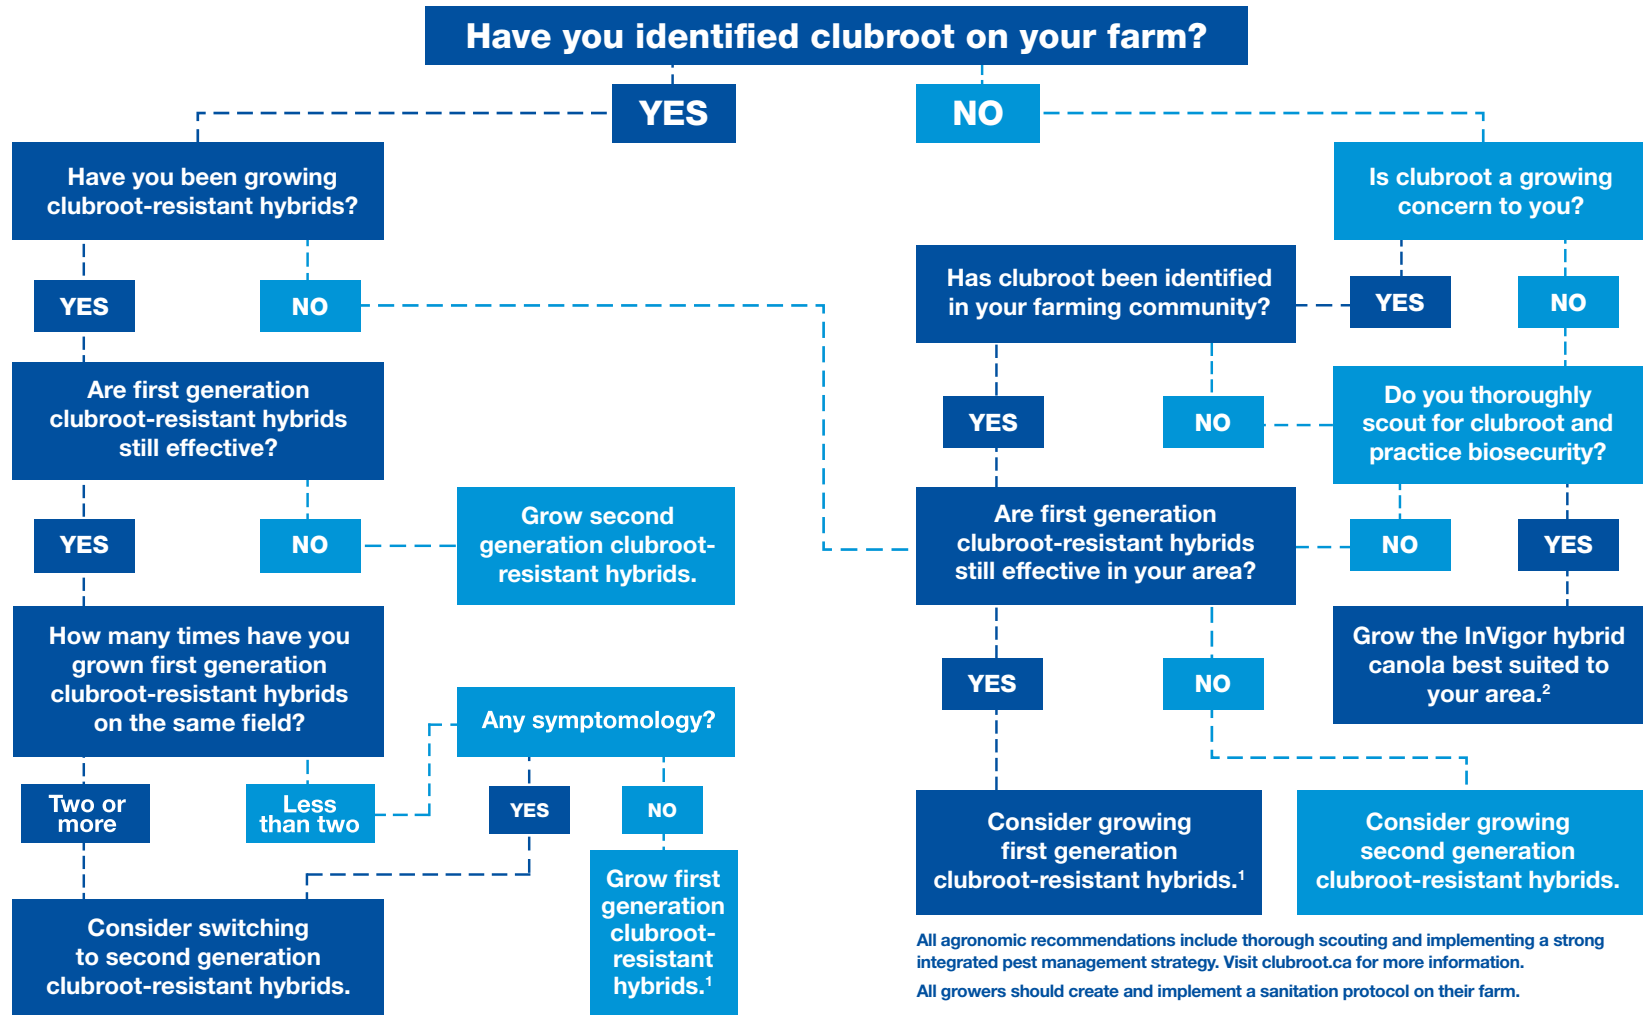 Have you identified clubroot on your farm?
YES
NO
Have you been growing
clubroot-resistant hybrids?
YES
NO
Are first generation
clubroot-resistant hybrids
still effective?
YES
NO
Grow second
generation clubroot-
resistant hybrids.
How many times have you
grown first generation
clubroot-resistant hybrids
on the same field?
Two or
more
Less
than two
Any symptomology?
YES
NO
Grow first
generation
clubroot-
resistant
hybrids.¹
Consider switching
to second generation
clubroot-resistant hybrids.
Is clubroot a growing
concern to you?
YES
NO
Has clubroot been identified
in your farming community?
YES
NO
Do you thoroughly
scout for clubroot and
practice biosecurity?
NO
YES
Are first generation
clubroot-resistant hybrids
still effective in your area?
YES
NO
Grow the InVigor hybrid
canola best suited to
your area.²
Consider growing
first generation
clubroot-resistant hybrids.¹
Consider growing
second generation
clubroot-resistant hybrids.
All agronomic recommendations include thorough scouting and implementing a strong
integrated pest management strategy. Visit clubroot.ca for more information.
All growers should create and implement a sanitation protocol on their farm.